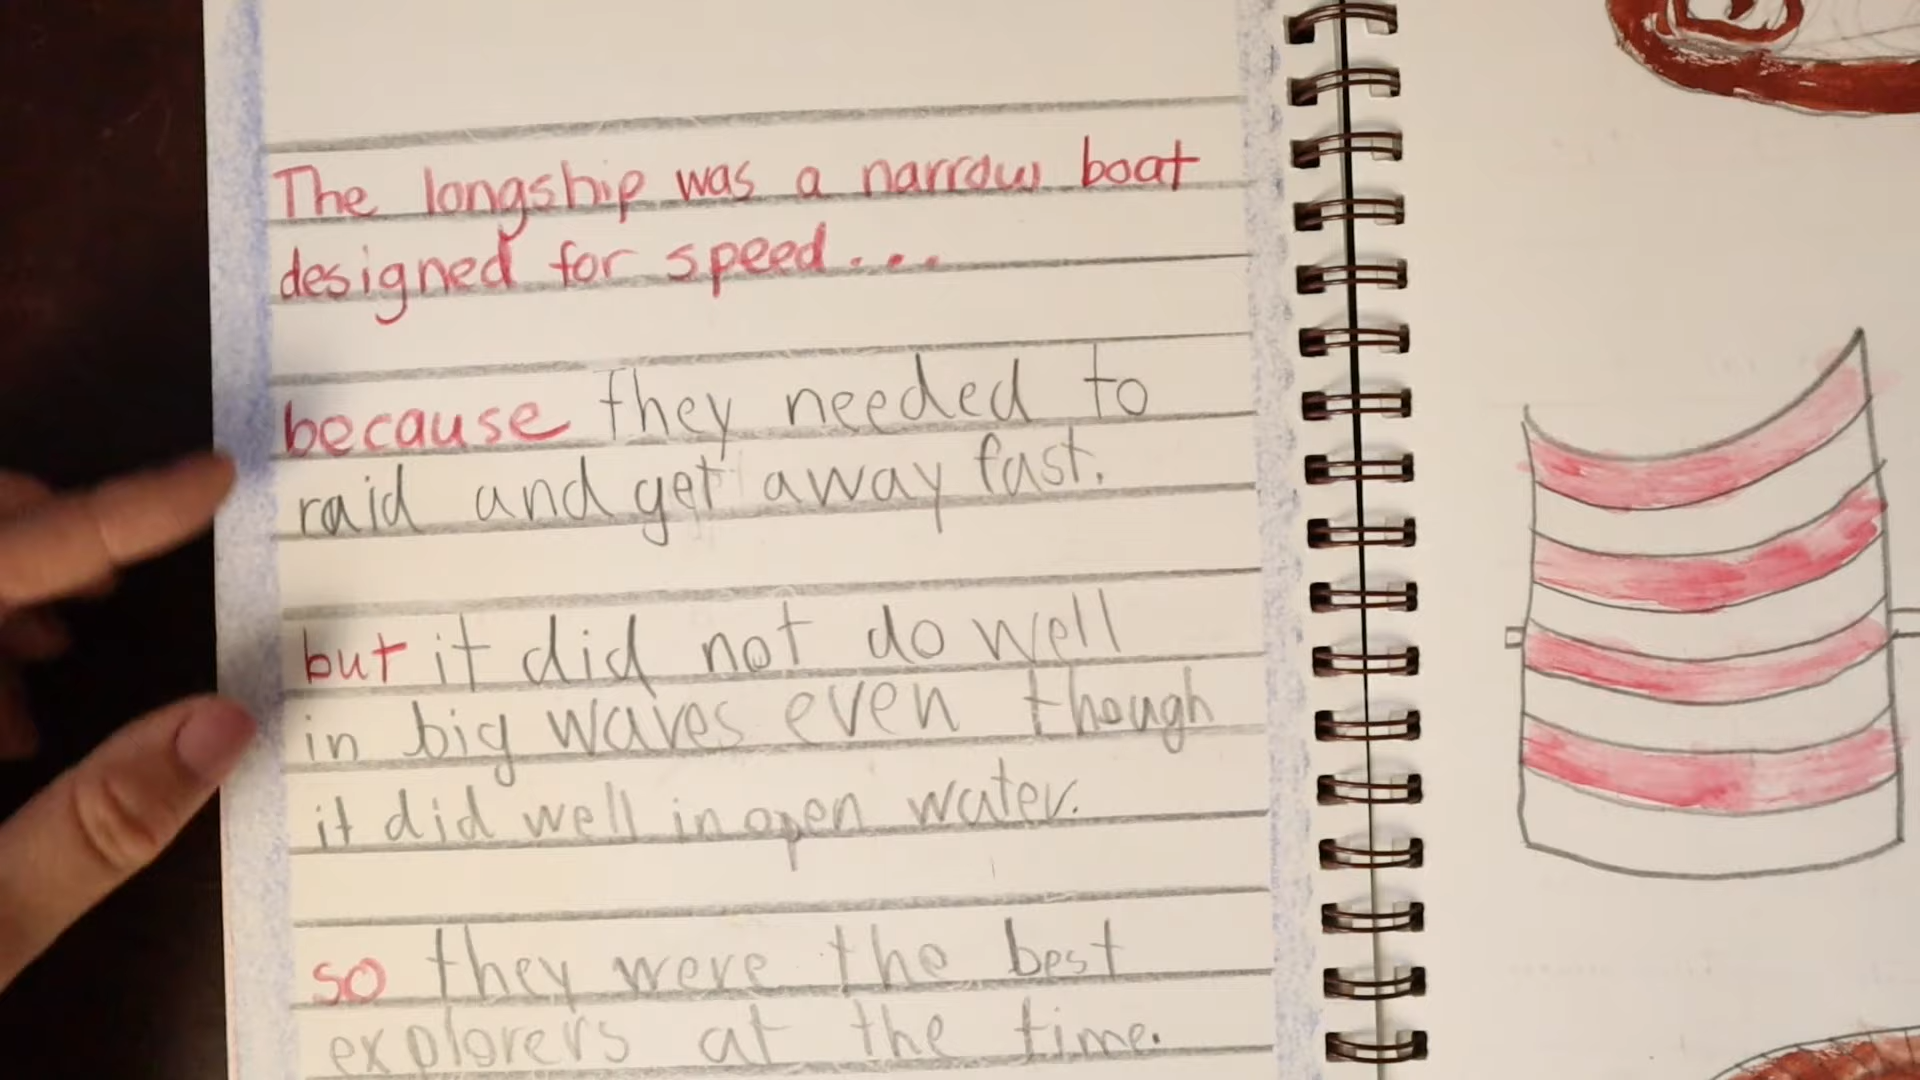 The longship was a narrow boat
designed for speed...
because they needed to
raid and get away fast.
but it did not do well
in big waves even though
it did well in open water.
so they were the best
explorers at the time.